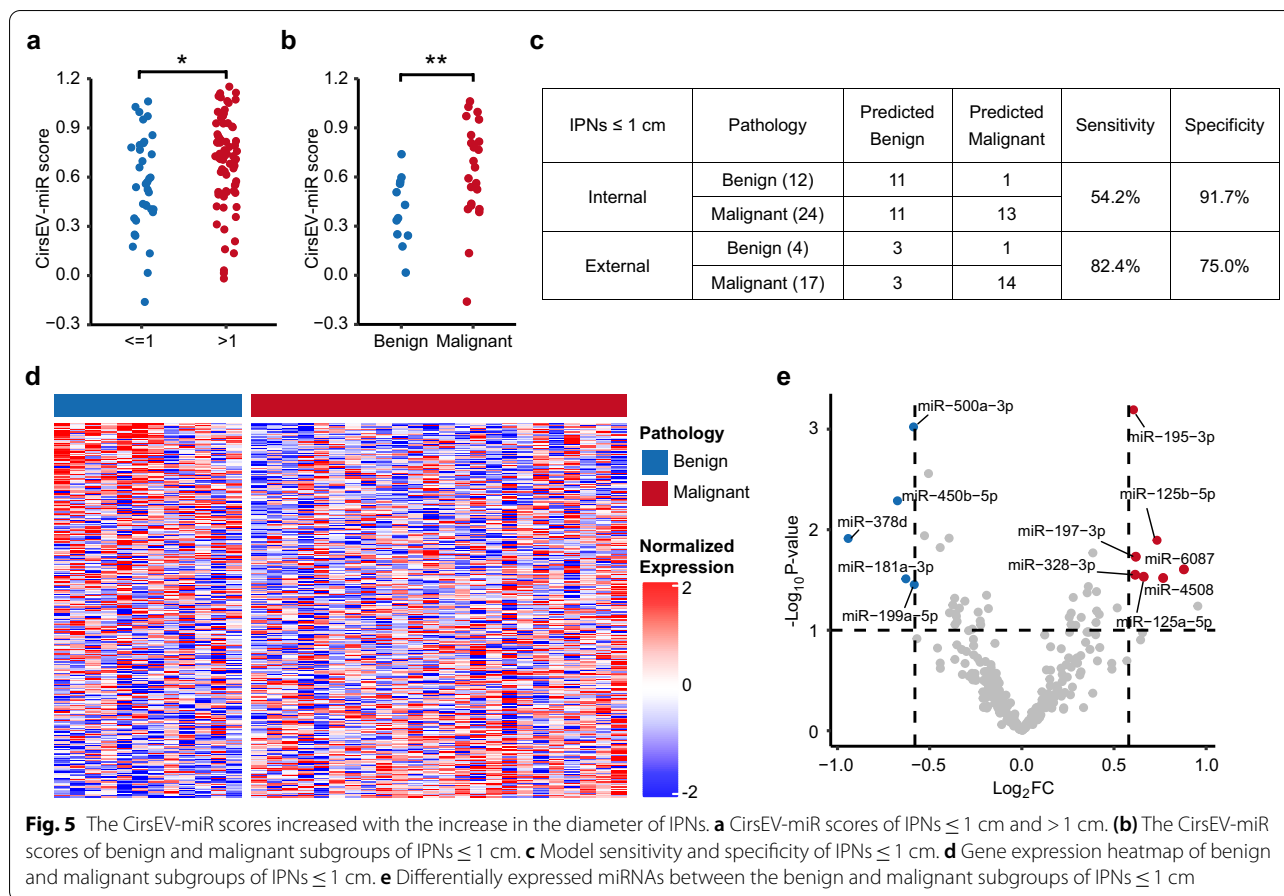 a
*
CirsEV-miR score
1.2
0.9
0.6
0.3
0.0
−0.3
<=1
>1
b
**
CirsEV-miR score
1.2
0.9
0.6
0.3
0.0
−0.3
Benign
Malignant
c
IPNs ≤ 1 cm
Pathology
Predicted
Benign
Predicted
Malignant
Sensitivity
Specificity
Internal
Benign (12)
11
1
54.2%
91.7%
Malignant (24)
11
13
External
Benign (4)
3
1
82.4%
75.0%
Malignant (17)
3
14
d
Pathology
Benign
Malignant
Normalized
Expression
2
0
-2
e
-Log10P-value
3
2
1
0
miR−500a−3p
miR−195−3p
miR−450b−5p
miR−125b−5p
miR−378d
miR−197−3p
miR−6087
miR−181a−3p
miR−328−3p
miR−4508
miR−199a−5p
miR−125a−5p
−1.0
−0.5
0.0
0.5
1.0
Log2FC
Fig. 5 The CirsEV-miR scores increased with the increase in the diameter of IPNs. a CirsEV-miR scores of IPNs ≤ 1 cm and > 1 cm. (b) The CirsEV-miR
scores of benign and malignant subgroups of IPNs ≤ 1 cm. c Model sensitivity and specificity of IPNs ≤ 1 cm. d Gene expression heatmap of benign
and malignant subgroups of IPNs ≤ 1 cm. e Differentially expressed miRNAs between the benign and malignant subgroups of IPNs ≤ 1 cm